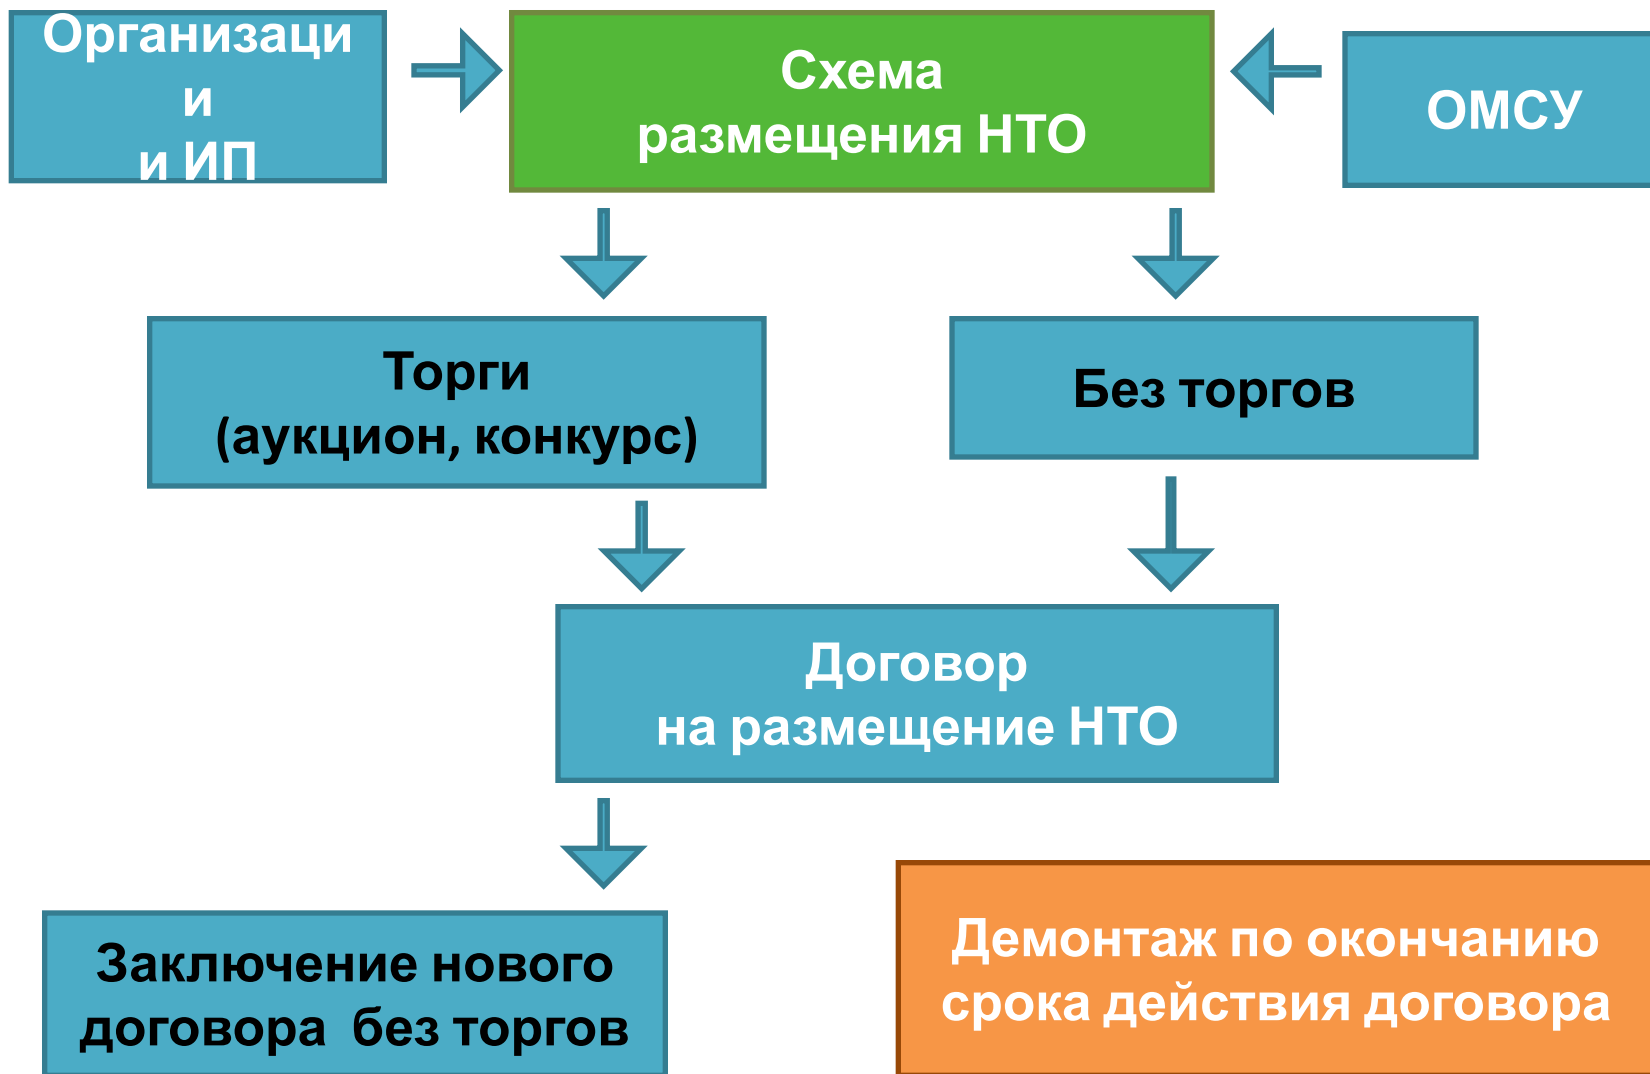 Организаци
и
и ИП
Схема
размещения НТО
ОМСУ
Торги
(аукцион, конкурс)
Без торгов
Договор
на размещение НТО
Заключение нового
договора  без торгов
Демонтаж по окончанию
срока действия договора